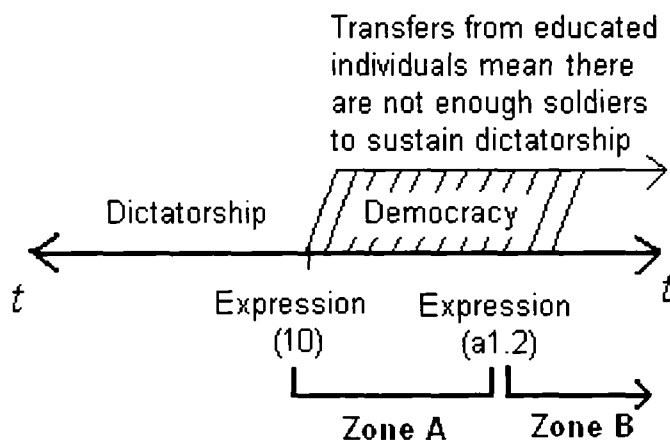 Transfers from educated
individuals mean there
are not enough soldiers
to sustain dictatorship
Dictatorship
Democracy
t
t
Expression
(10)
Expression
(a1.2)
Zone A
Zone B